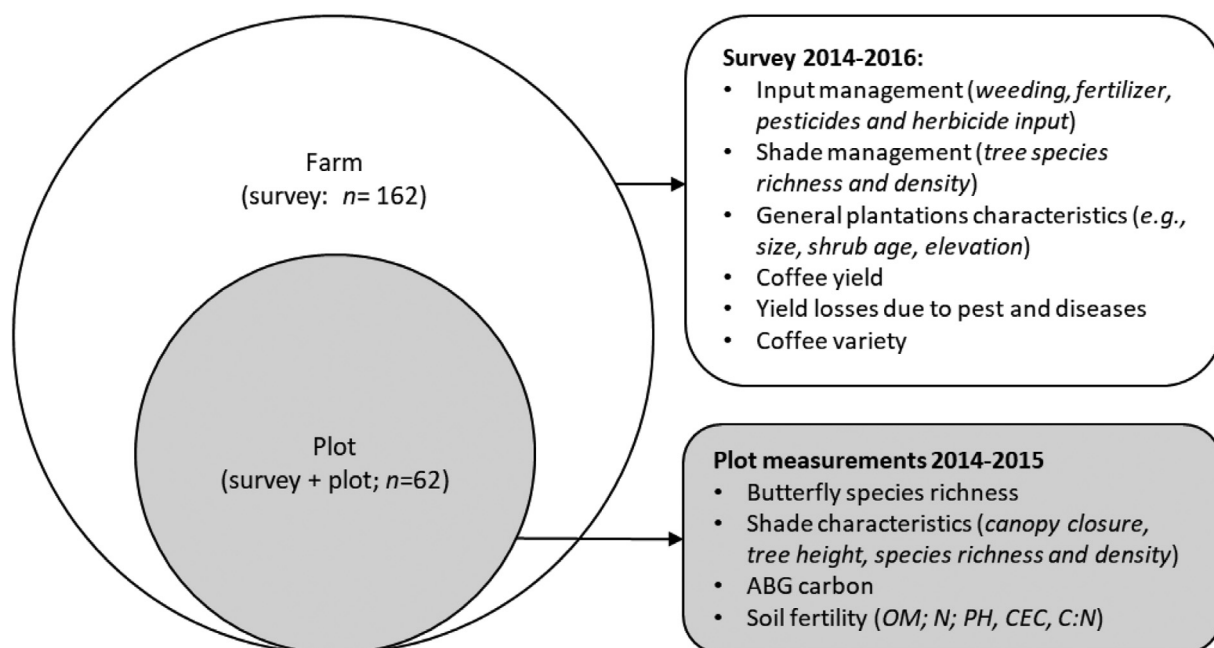 Farm
(survey:  n= 162)
Plot
(survey + plot; n=62)
Survey 2014-2016:
• Input management (weeding, fertilizer,
pesticides and herbicide input)
• Shade management (tree species
richness and density)
• General plantations characteristics (e.g.,
size, shrub age, elevation)
• Coffee yield
• Yield losses due to pest and diseases
• Coffee variety
Plot measurements 2014-2015
• Butterfly species richness
• Shade characteristics (canopy closure,
tree height, species richness and density)
• ABG carbon
• Soil fertility (OM; N; PH, CEC, C:N)